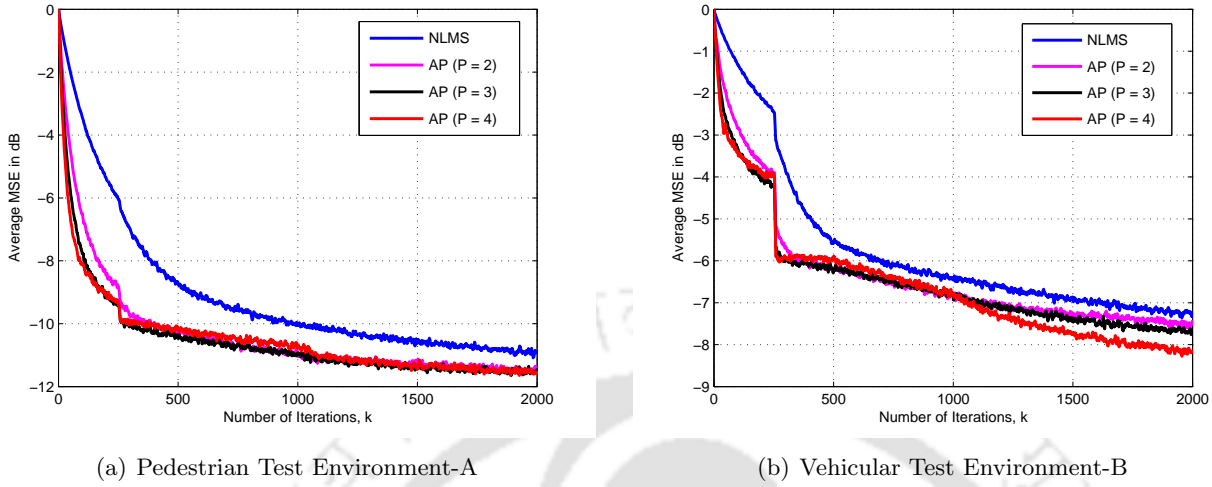 0
−2
−4
−6
−8
−10
−12
Average MSE in dB
0
500
1000
1500
2000
Number of Iterations, k
NLMS
AP (P = 2)
AP (P = 3)
AP (P = 4)
(a) Pedestrian Test Environment-A
0
−1
−2
−3
−4
−5
−6
−7
−8
−9
Average MSE in dB
0
500
1000
1500
2000
Number of Iterations, k
NLMS
AP (P = 2)
AP (P = 3)
AP (P = 4)
(b) Vehicular Test Environment-B